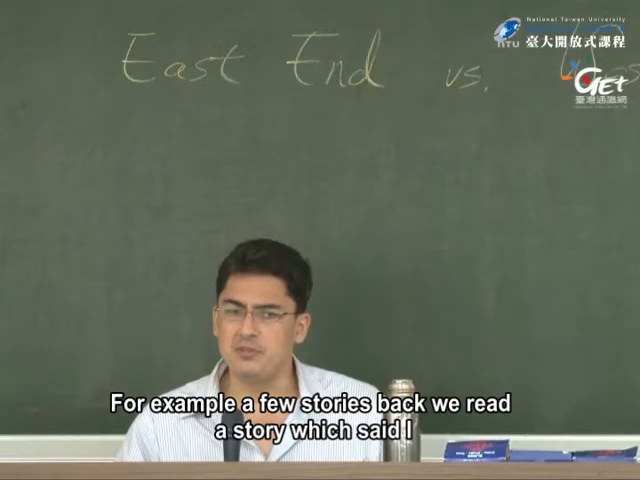 National Taiwan University
NTU 臺大開放式課程
East End vs.
GET
臺灣通識網
For example a few stories back we read
a story which said I